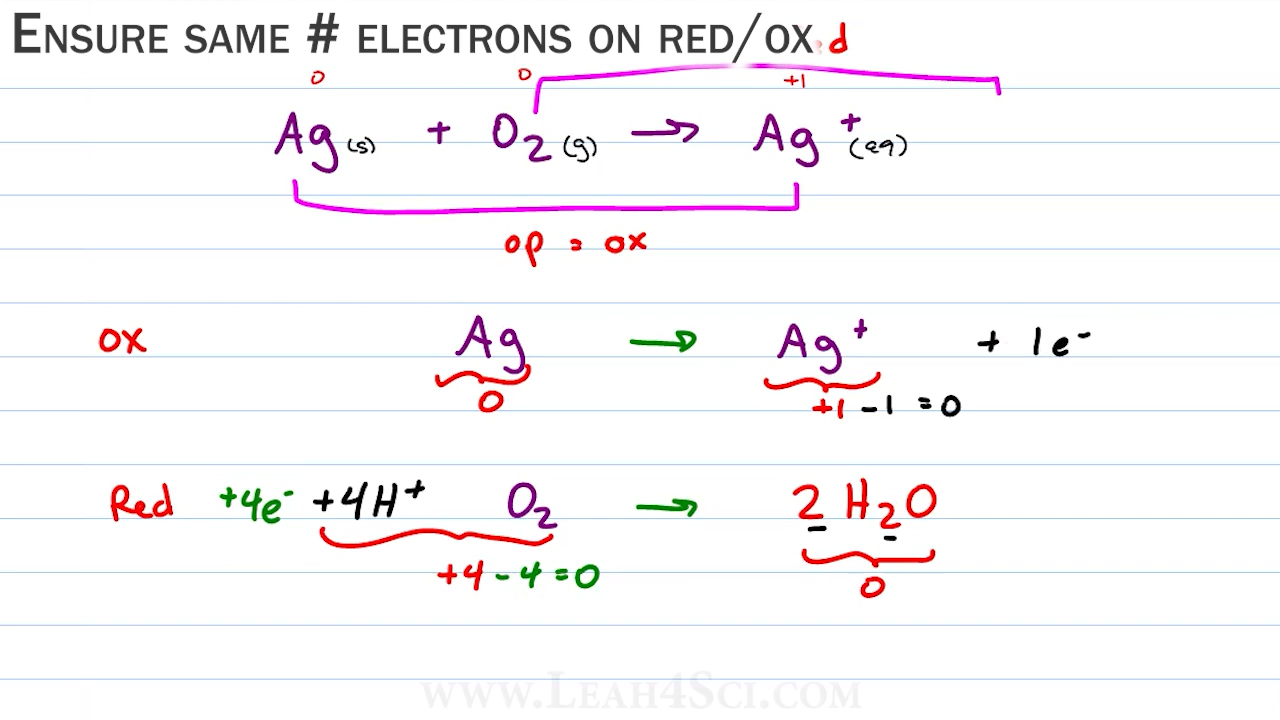 ENSURE SAME # ELECTRONS ON RED/OX d
0 0 +1
Ag(s) + O₂(g) → Ag⁺(aq)
op = ox
OX Ag → Ag⁺ + 1e⁻
0 +1 -1 = 0
Red +4e⁻ +4H⁺ O₂ → 2 H₂O
+4 - 4 = 0 0
www.Leah4Sci.com